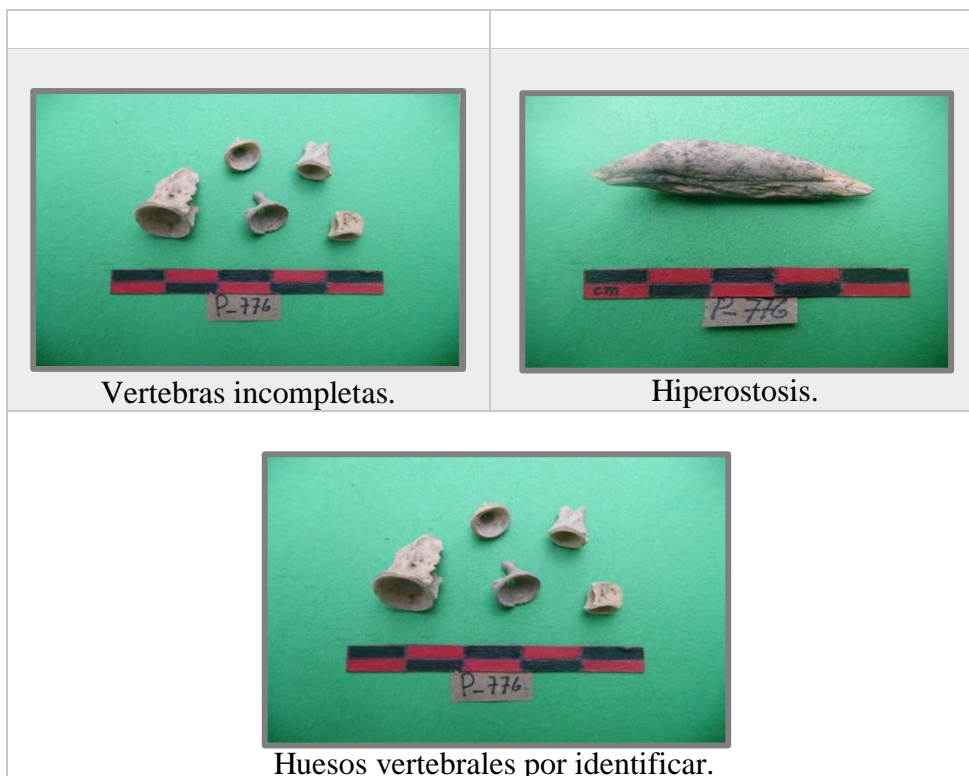 P_776
cm
P_776
Vertebras incompletas.
Hiperostosis.
P_776
Huesos vertebrales por identificar.